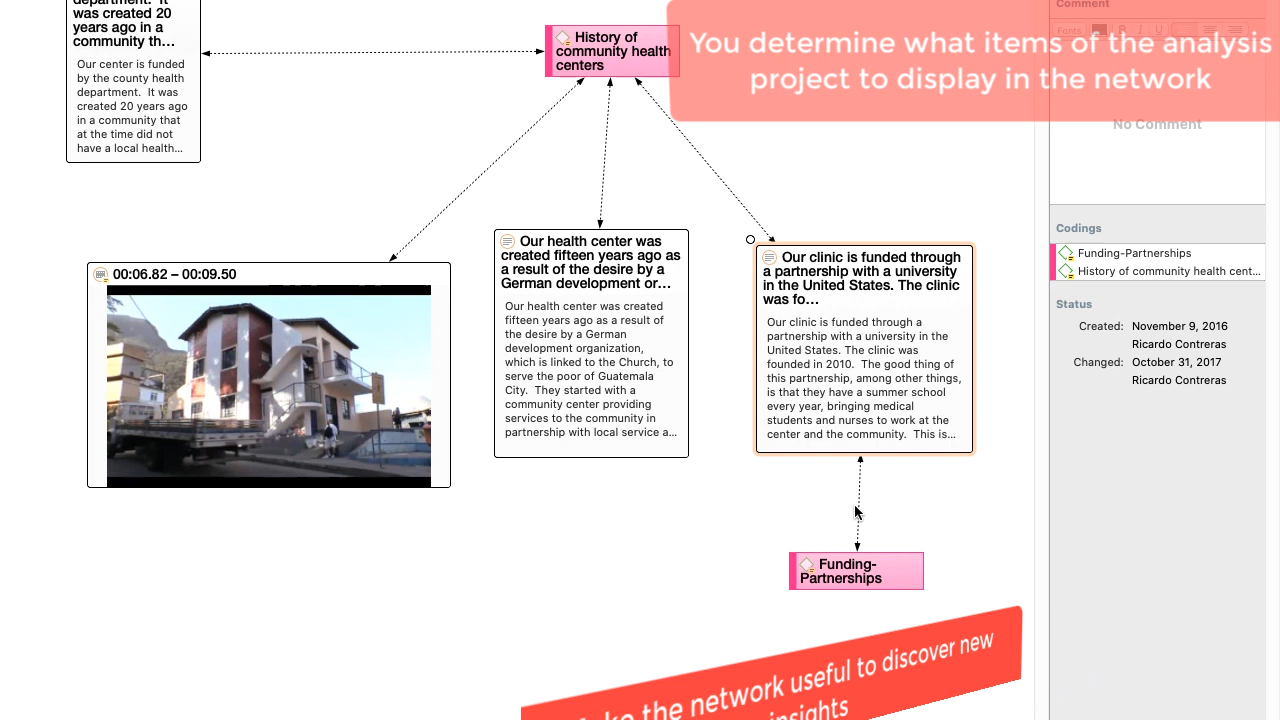 department. It
was created 20
years ago in a
community th...
Our center is funded
by the county health
department. It was
created 20 years ago
in a community that
at the time did not
have a local health...
History of
community health
centers
You determine what items of the analysis
project to display in the network
Comment
Fonts
B I U
No Comment
00:06.82 – 00:09.50
Our health center was
created fifteen years ago as
a result of the desire by a
German development or...
Our health center was created
fifteen years ago as a result of
the desire by a German
development organization,
which is linked to the Church, to
serve the poor of Guatemala
City. They started with a
community center providing
services to the community in
partnership with local service a...
Our clinic is funded through
a partnership with a university
in the United States. The clinic
was fo...
Our clinic is funded through a
partnership with a university in the
United States. The clinic was
founded in 2010. The good thing of
this partnership, among other things,
is that they have a summer school
every year, bringing medical
students and nurses to work at the
center and the community. This is...
Funding-
Partnerships
Codings
Funding-Partnerships
History of community health cent...
Status
Created: November 9, 2016
Ricardo Contreras
Changed: October 31, 2017
Ricardo Contreras
the network useful to discover new
insights